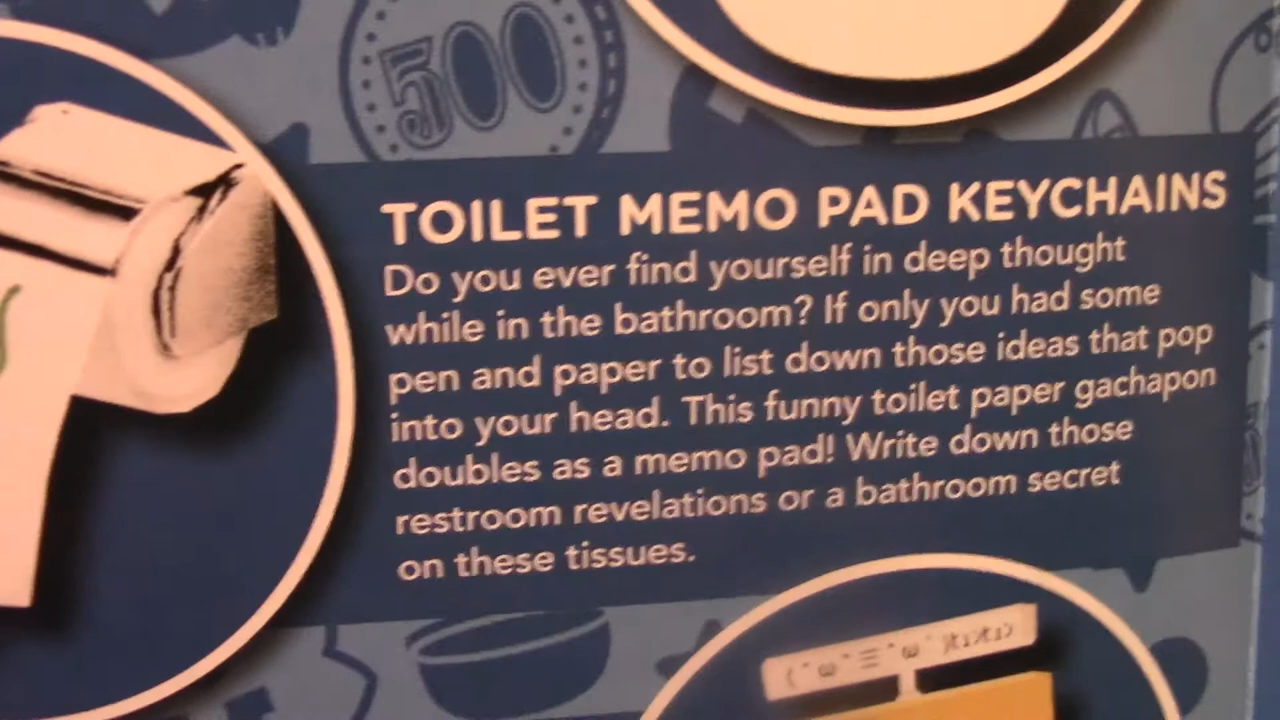 500
TOILET MEMO PAD KEYCHAINS
Do you ever find yourself in deep thought
while in the bathroom? If only you had some
pen and paper to list down those ideas that pop
into your head. This funny toilet paper gachapon
doubles as a memo pad! Write down those
restroom revelations or a bathroom secret
on these tissues.